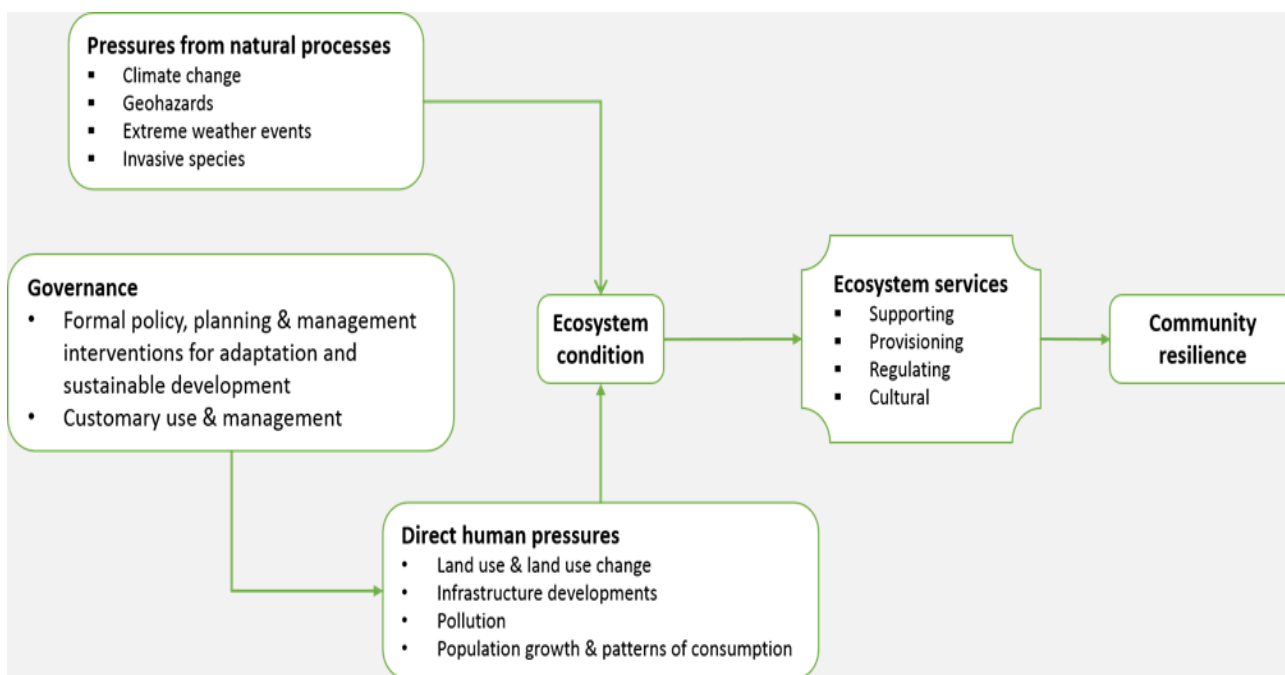 Pressures from natural processes
▪ Climate change
▪ Geohazards
▪ Extreme weather events
▪ Invasive species
Governance
• Formal policy, planning & management
interventions for adaptation and
sustainable development
• Customary use & management
Ecosystem
condition
Ecosystem services
▪ Supporting
▪ Provisioning
▪ Regulating
▪ Cultural
Community
resilience
Direct human pressures
• Land use & land use change
• Infrastructure developments
• Pollution
• Population growth & patterns of consumption